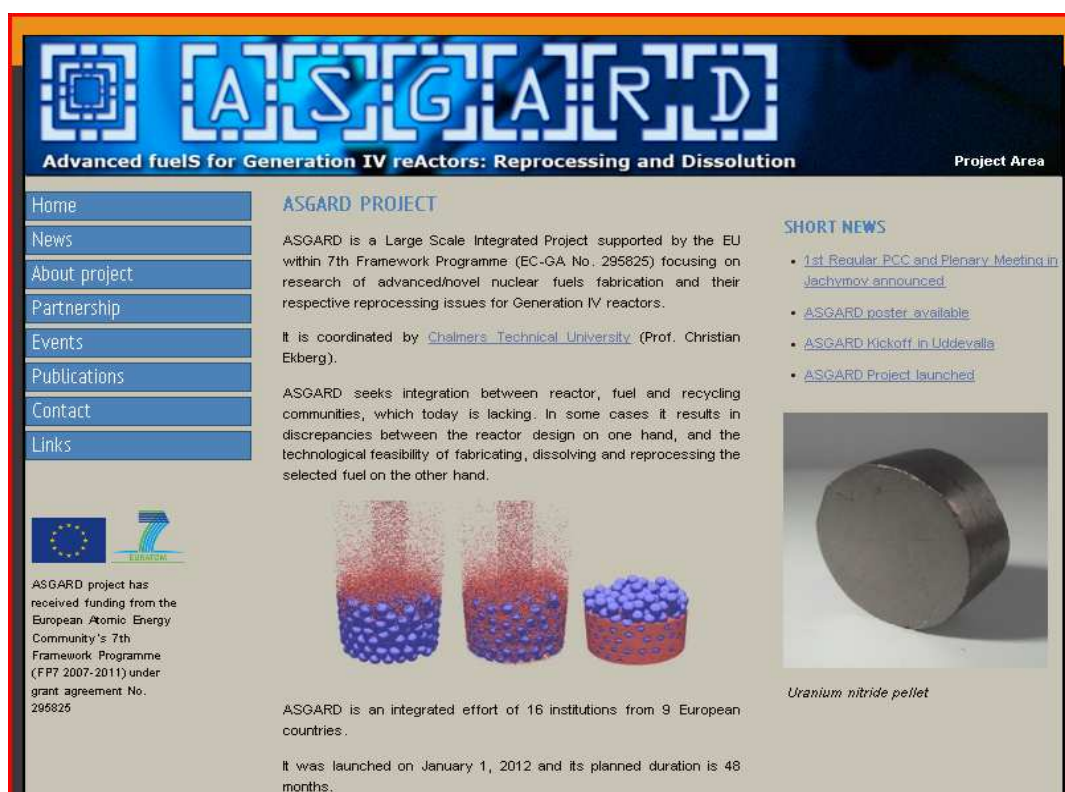 ASGARD
Advanced fuelS for Generation IV reActors: Reprocessing and Dissolution
Project Area
Home
News
About project
Partnership
Events
Publications
Contact
Links
EURATOM
ASGARD project has
received funding from the
European Atomic Energy
Community's 7th
Framework Programme
(FP7 2007-2011) under
grant agreement No.
295825
ASGARD PROJECT
ASGARD is a Large Scale Integrated Project supported by the EU
within 7th Framework Programme (EC-GA No. 295825) focusing on
research of advanced/novel nuclear fuels fabrication and their
respective reprocessing issues for Generation IV reactors.
It is coordinated by Chalmers Technical University (Prof. Christian
Ekberg).
ASGARD seeks integration between reactor, fuel and recycling
communities, which today is lacking. In some cases it results in
discrepancies between the reactor design on one hand, and the
technological feasibility of fabricating, dissolving and reprocessing the
selected fuel on the other hand.
ASGARD is an integrated effort of 16 institutions from 9 European
countries.
It was launched on January 1, 2012 and its planned duration is 48
months.
SHORT NEWS
1st Regular PCC and Plenary Meeting in
Jachymov announced
ASGARD poster available
ASGARD Kickoff in Uddevalla
ASGARD Project launched
Uranium nitride pellet